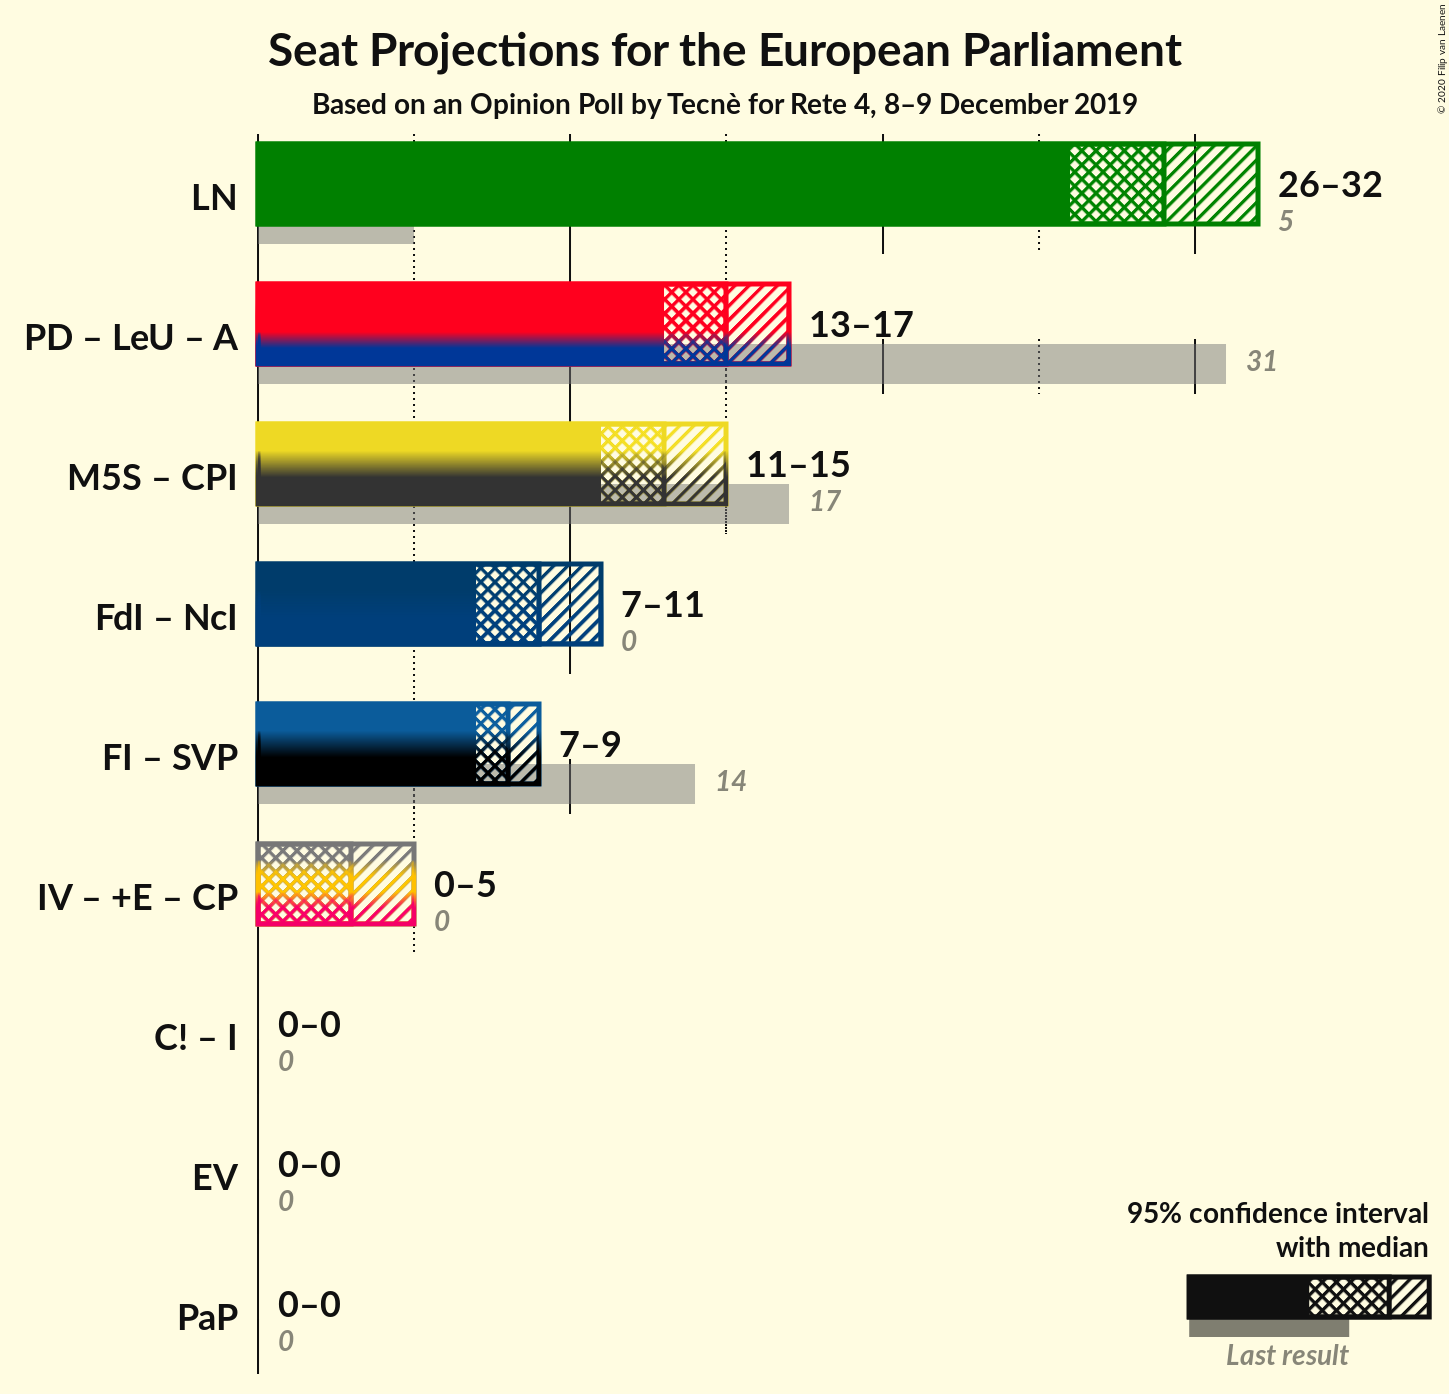 Seat Projections for the European Parliament
Based on an Opinion Poll by Tecnè for Rete 4, 8–9 December 2019
© 2020 Filip van Laenen
LN
26–32
5
PD – LeU – A
13–17
31
M5S – CPI
11–15
17
FdI – NcI
7–11
0
FI – SVP
7–9
14
IV – +E – CP
0–5
0
C! – I
0–0
0
EV
0–0
0
PaP
0–0
0
95% confidence interval
with median
Last result